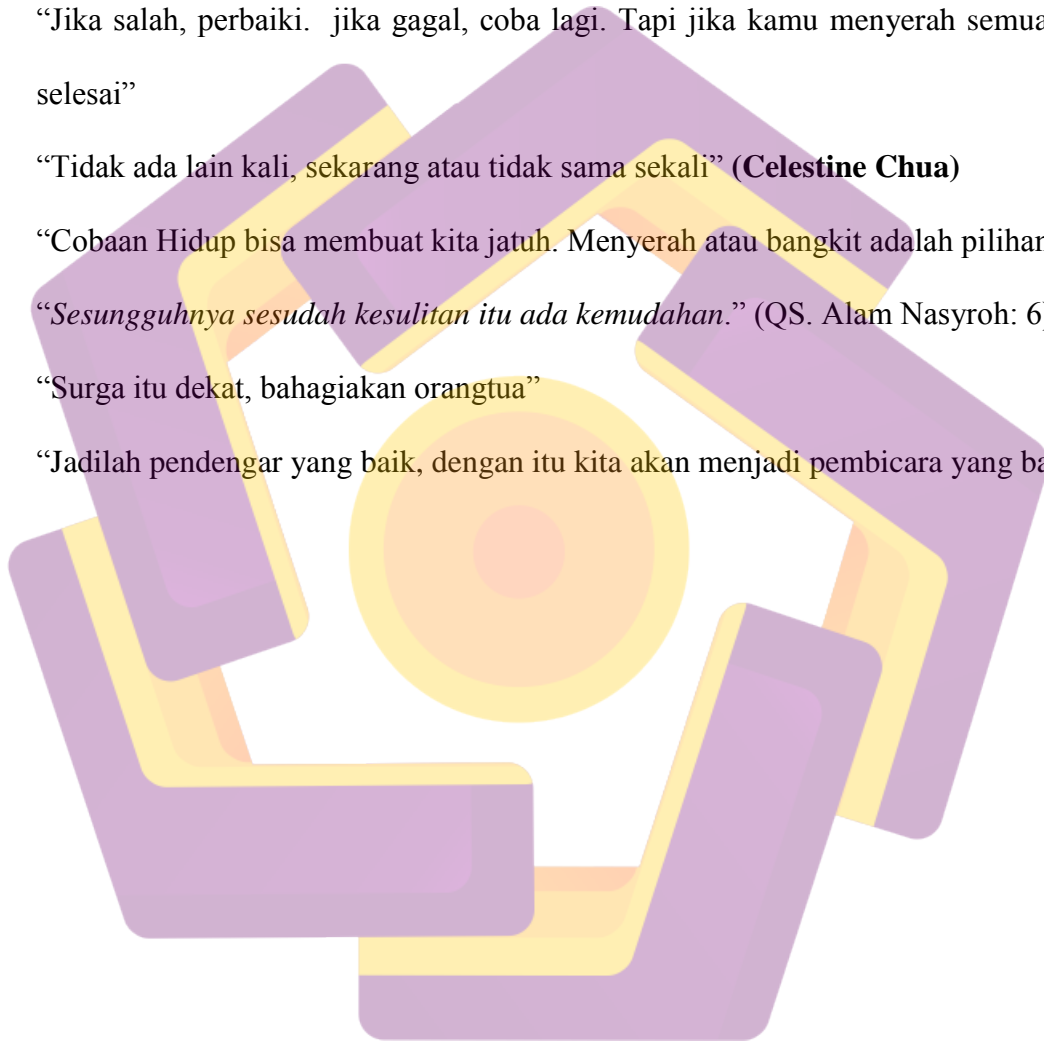 “Jika salah, perbaiki.  jika gagal, coba lagi. Tapi jika kamu menyerah semua
selesai”
“Tidak ada lain kali, sekarang atau tidak sama sekali” (Celestine Chua)
“Cobaan Hidup bisa membuat kita jatuh. Menyerah atau bangkit adalah pilihan
“Sesungguhnya sesudah kesulitan itu ada kemudahan.” (QS. Alam Nasyroh: 6)
“Surga itu dekat, bahagiakan orangtua”
“Jadilah pendengar yang baik, dengan itu kita akan menjadi pembicara yang